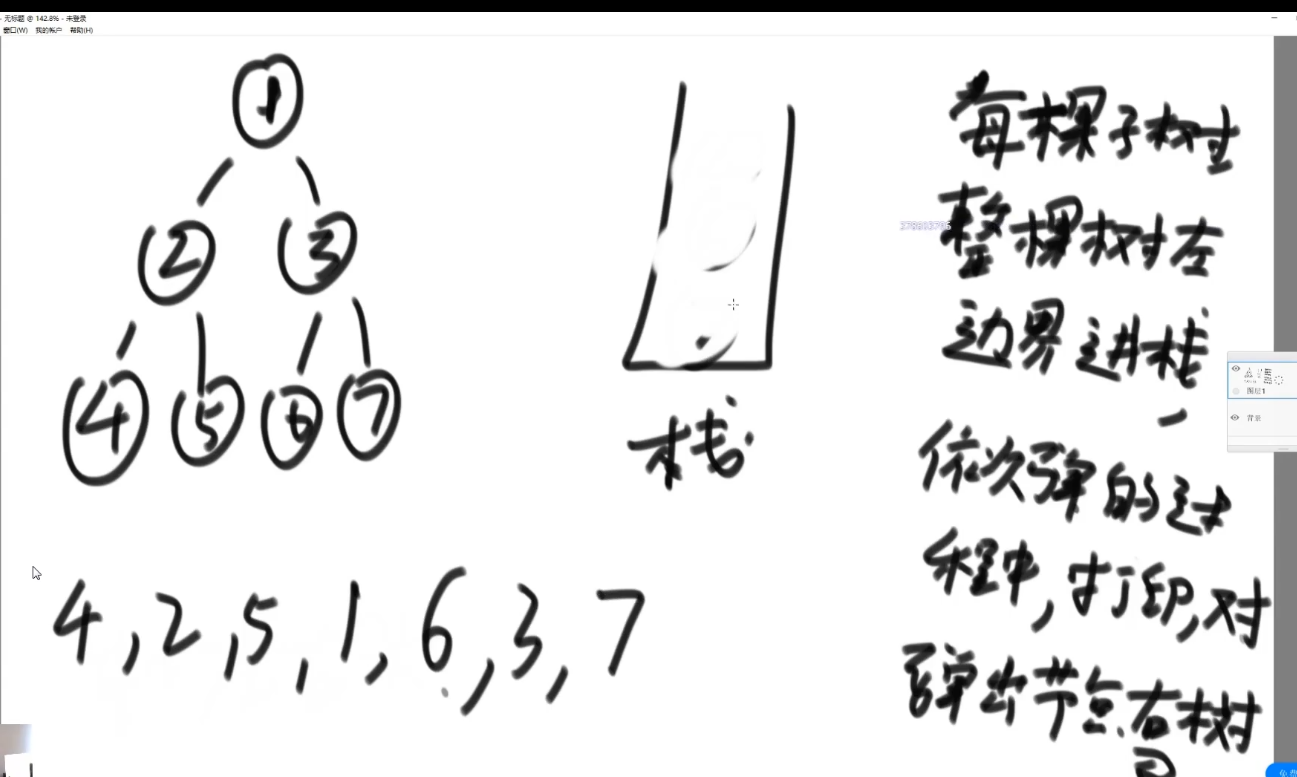 无标题 @ 142.8% - 未登录
窗口(W) 我的帐户 帮助(H)
1
2 3
4 5 6 7
栈
4,2,5,1,6,3,7
每棵子树
整棵树左
边界进栈,
依次弹的过
程中,打印,对
弹出节点右树
图层1
背景
免费